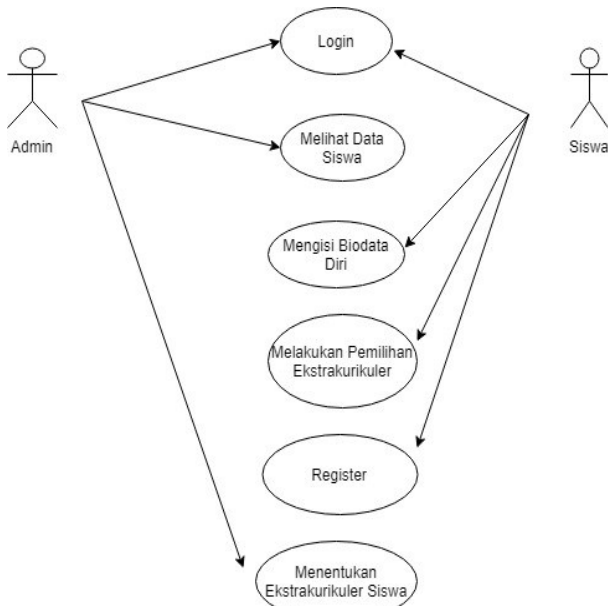 Login
Admin
Siswa
Melihat Data
Siswa
Mengisi Biodata
Diri
Melakukan Pemilihan
Ekstrakurikuler
Register
Menentukan
Ekstrakurikuler Siswa